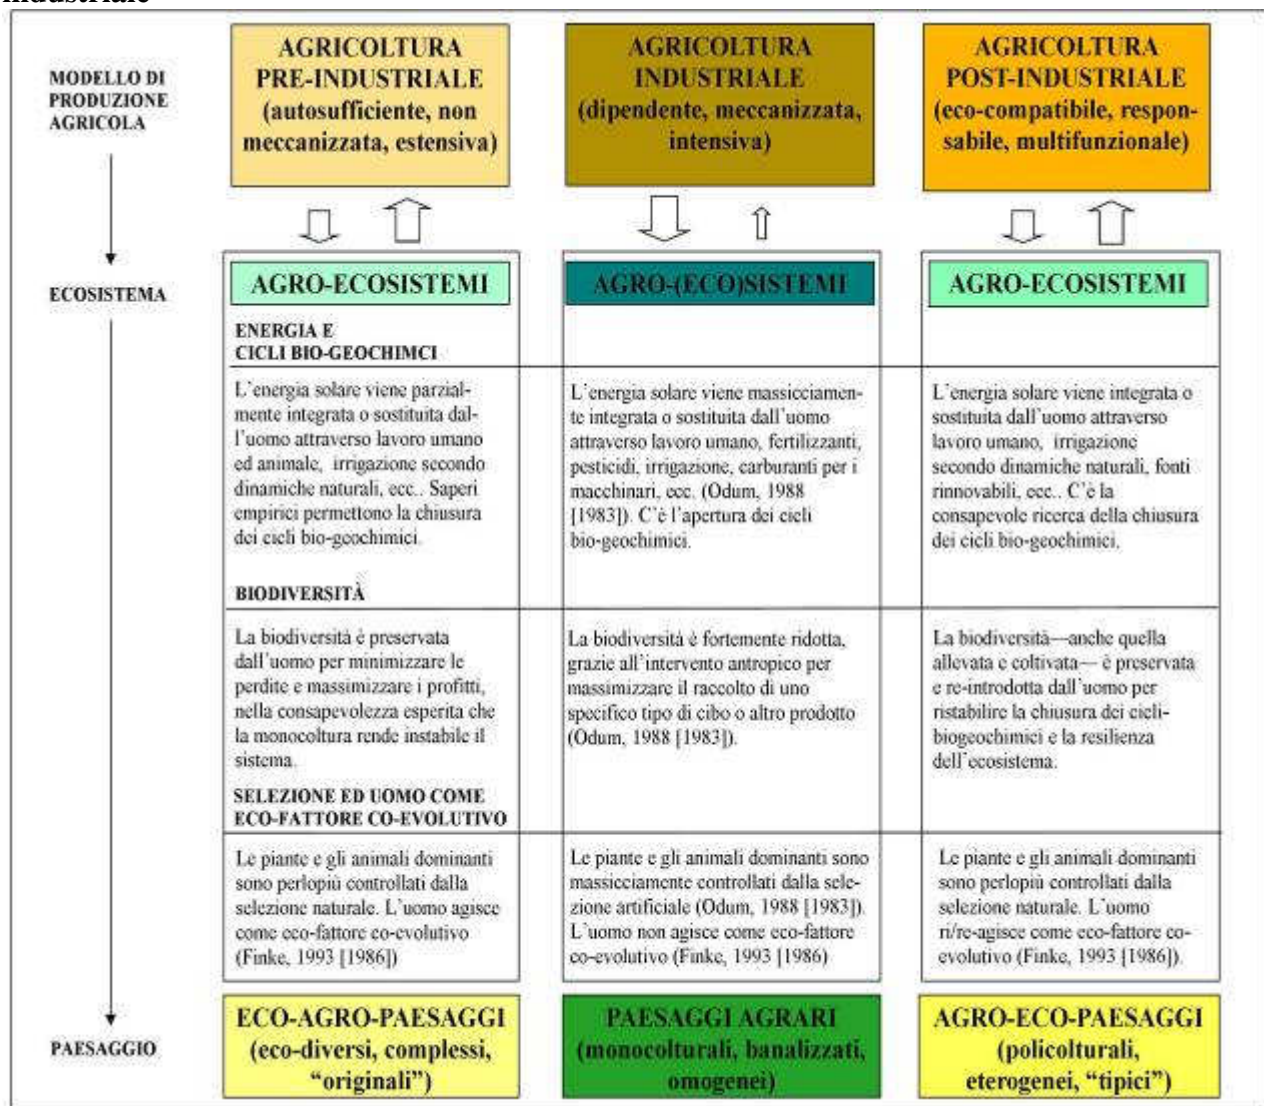 industriale
MODELLO DI
PRODUZIONE
AGRICOLA
AGRICOLTURA
PRE-INDUSTRIALE
(autosufficiente, non
meccanizzata, estensiva)
AGRICOLTURA
INDUSTRIALE
(dipendente, meccanizzata,
intensiva)
AGRICOLTURA
POST-INDUSTRIALE
(eco-compatibile, respon-
sabile, multifunzionale)
ECOSISTEMA
AGRO-ECOSISTEMI
AGRO-(ECO)SISTEMI
AGRO-ECOSISTEMI
ENERGIA E
CICLI BIO-GEOCHIMCI
L'energia solare viene parzial-
mente integrata o sostituita dal-
l'uomo attraverso lavoro umano
ed animale, irrigazione secondo
dinamiche naturali, ecc.. Saperi
empirici permettono la chiusura
dei cicli bio-geochimici.
L'energia solare viene massicciamen-
te integrata o sostituita dall'uomo
attraverso lavoro umano, fertilizzanti,
pesticidi, irrigazione, carburanti per i
macchinari, ecc. (Odum, 1988
[1983]). C'è l'apertura dei cicli
bio-geochimici.
L'energia solare viene integrata o
sostituita dall'uomo attraverso
lavoro umano, irrigazione
secondo dinamiche naturali, fonti
rinnovabili, ecc.. C'è la
consapevole ricerca della chiusura
dei cicli bio-geochimici.
BIODIVERSITÀ
La biodiversità è preservata
dall'uomo per minimizzare le
perdite e massimizzare i profitti,
nella consapevolezza esperita che
la monocoltura rende instabile il
sistema.
La biodiversità è fortemente ridotta,
grazie all'intervento antropico per
massimizzare il raccolto di uno
specifico tipo di cibo o altro prodotto
(Odum, 1988 [1983]).
La biodiversità—anche quella
allevata e coltivata— è preservata
e re-introdotta dall'uomo per
ristabilire la chiusura dei cicli-
biogeochimici e la resilienza
dell'ecosistema.
SELEZIONE ED UOMO COME
ECO-FATTORE CO-EVOLUTIVO
Le piante e gli animali dominanti
sono perlopiù controllati dalla
selezione naturale. L'uomo agisce
come eco-fattore co-evolutivo
(Finke, 1993 [1986])
Le piante e gli animali dominanti sono
massicciamente controllati dalla sele-
zione artificiale (Odum, 1988 [1983]).
L'uomo non agisce come eco-fattore
co-evolutivo (Finke, 1993 [1986)
Le piante e gli animali dominanti
sono perlopiù controllati dalla
selezione naturale. L'uomo
ri/re-agisce come eco-fattore co-
evolutivo (Finke, 1993 [1986]).
PAESAGGIO
ECO-AGRO-PAESAGGI
(eco-diversi, complessi,
"originali")
PAESAGGI AGRARI
(monocolturali, banalizzati,
omogenei)
AGRO-ECO-PAESAGGI
(policolturali,
eterogenei, "tipici")